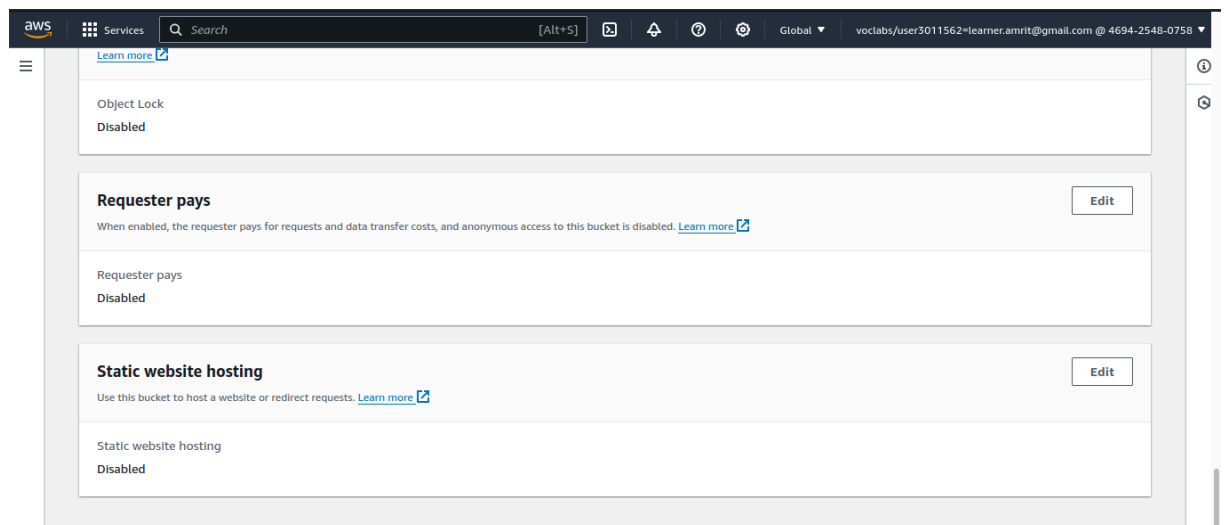 aws
Services
Search
[Alt+S]
Global
voclabs/user3011562=learner.amrit@gmail.com @ 4694-2548-0758
Learn more
Object Lock
Disabled
Requester pays
Edit
When enabled, the requester pays for requests and data transfer costs, and anonymous access to this bucket is disabled. Learn more
Requester pays
Disabled
Static website hosting
Edit
Use this bucket to host a website or redirect requests. Learn more
Static website hosting
Disabled